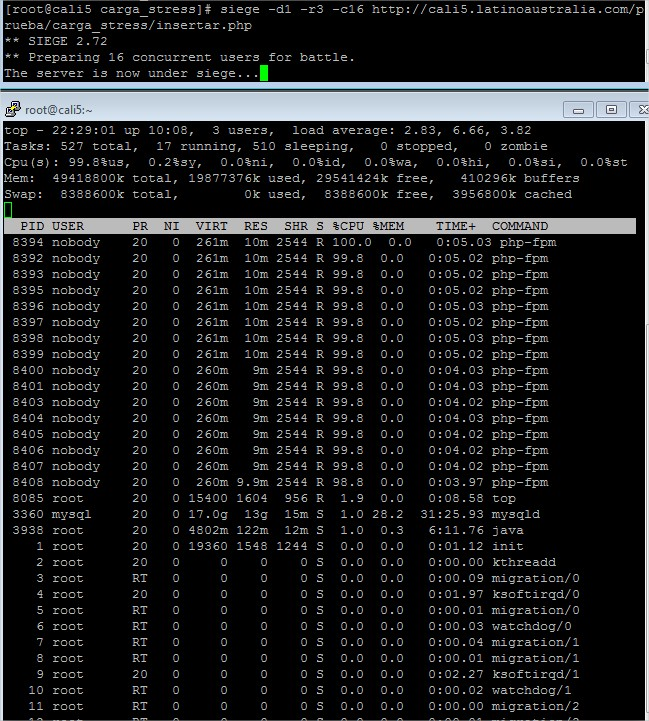 [root@cali5 carga_stress]# siege -d1 -r3 -c16 http://cali5.latinoaustralia.com/p
rueba/carga_stress/insertar.php
** SIEGE 2.72
** Preparing 16 concurrent users for battle.
The server is now under siege...
root@cali5:~
top - 22:29:01 up 10:08,  3 users,  load average: 2.83, 6.66, 3.82
Tasks: 527 total,  17 running, 510 sleeping,   0 stopped,   0 zombie
Cpu(s): 99.8%us,  0.2%sy,  0.0%ni,  0.0%id,  0.0%wa,  0.0%hi,  0.0%si,  0.0%st
Mem:  49418800k total, 19877376k used, 29541424k free,   410296k buffers
Swap:  8388600k total,        0k used,  8388600k free,  3956800k cached
PID USER      PR  NI  VIRT  RES  SHR S %CPU %MEM    TIME+  COMMAND
8394 nobody    20   0  261m  10m 2544 R 100.0  0.0   0:05.03 php-fpm
8392 nobody    20   0  261m  10m 2544 R 99.8  0.0   0:05.02 php-fpm
8393 nobody    20   0  261m  10m 2544 R 99.8  0.0   0:05.02 php-fpm
8395 nobody    20   0  261m  10m 2544 R 99.8  0.0   0:05.02 php-fpm
8396 nobody    20   0  261m  10m 2544 R 99.8  0.0   0:05.03 php-fpm
8397 nobody    20   0  261m  10m 2544 R 99.8  0.0   0:05.02 php-fpm
8398 nobody    20   0  261m  10m 2544 R 99.8  0.0   0:05.03 php-fpm
8399 nobody    20   0  261m  10m 2544 R 99.8  0.0   0:05.02 php-fpm
8400 nobody    20   0  260m   9m 2544 R 99.8  0.0   0:04.03 php-fpm
8401 nobody    20   0  260m   9m 2544 R 99.8  0.0   0:04.03 php-fpm
8403 nobody    20   0  260m   9m 2544 R 99.8  0.0   0:04.02 php-fpm
8404 nobody    20   0  260m   9m 2544 R 99.8  0.0   0:04.03 php-fpm
8405 nobody    20   0  260m   9m 2544 R 99.8  0.0   0:04.02 php-fpm
8406 nobody    20   0  260m   9m 2544 R 99.8  0.0   0:04.02 php-fpm
8407 nobody    20   0  260m   9m 2544 R 99.8  0.0   0:04.02 php-fpm
8408 nobody    20   0  260m 9.9m 2544 R 98.8  0.0   0:03.97 php-fpm
8085 root      20   0 15400 1604  956 R  1.9  0.0   0:08.58 top
3360 mysql     20   0 17.0g  13g  15m S  1.0 28.2  31:25.93 mysqld
3938 root      20   0 4802m 122m  12m S  1.0  0.3   6:11.76 java
1 root      20   0 19360 1548 1244 S  0.0  0.0   0:01.12 init
2 root      20   0     0    0    0 S  0.0  0.0   0:00.00 kthreadd
3 root      RT   0     0    0    0 S  0.0  0.0   0:00.09 migration/0
4 root      20   0     0    0    0 S  0.0  0.0   0:01.97 ksoftirqd/0
5 root      RT   0     0    0    0 S  0.0  0.0   0:00.01 migration/0
6 root      RT   0     0    0    0 S  0.0  0.0   0:00.03 watchdog/0
7 root      RT   0     0    0    0 S  0.0  0.0   0:00.04 migration/1
8 root      RT   0     0    0    0 S  0.0  0.0   0:00.01 migration/1
9 root      20   0     0    0    0 S  0.0  0.0   0:02.27 ksoftirqd/1
10 root      RT   0     0    0    0 S  0.0  0.0   0:00.02 watchdog/1
11 root      RT   0     0    0    0 S  0.0  0.0   0:00.00 migration/2